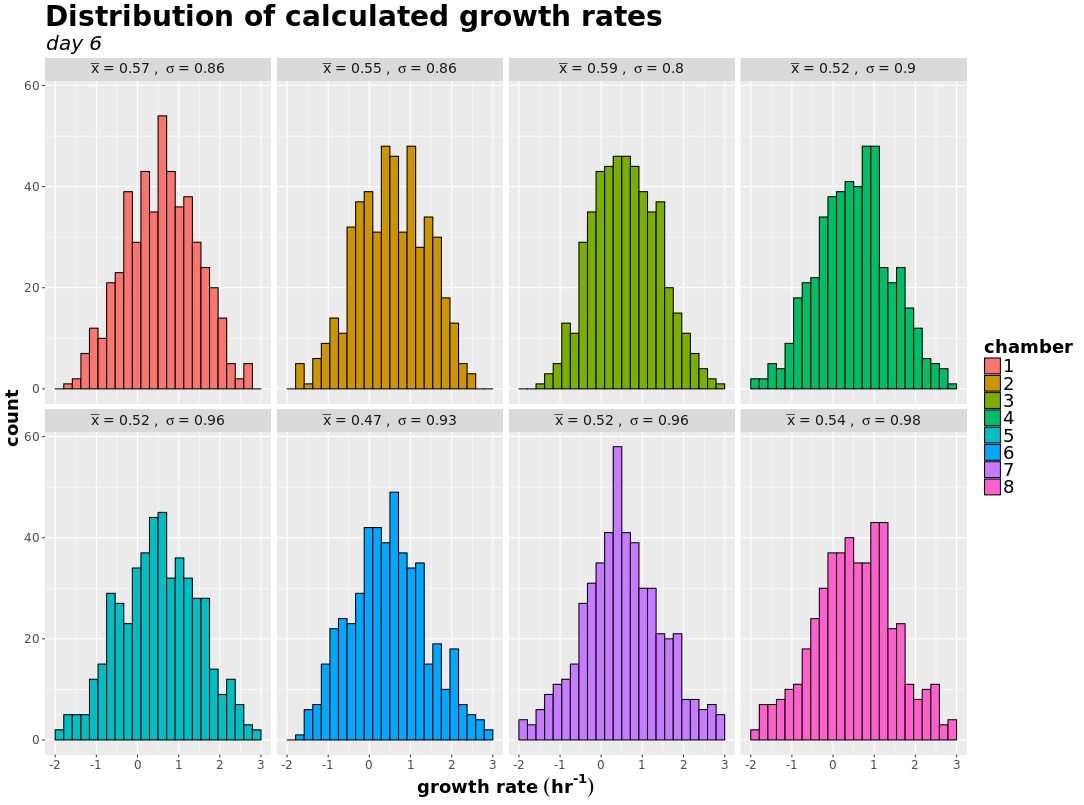 Distribution of calculated growth rates
day 6
x̅ = 0.57 , σ = 0.86
x̅ = 0.55 , σ = 0.86
x̅ = 0.59 , σ = 0.8
x̅ = 0.52 , σ = 0.9
60
40
20
0
x̅ = 0.52 , σ = 0.96
x̅ = 0.47 , σ = 0.93
x̅ = 0.52 , σ = 0.96
x̅ = 0.54 , σ = 0.98
60
40
20
0
-2 -1 0 1 2 3
-2 -1 0 1 2 3
-2 -1 0 1 2 3
-2 -1 0 1 2 3
count
growth rate (hr⁻¹)
chamber
1
2
3
4
5
6
7
8